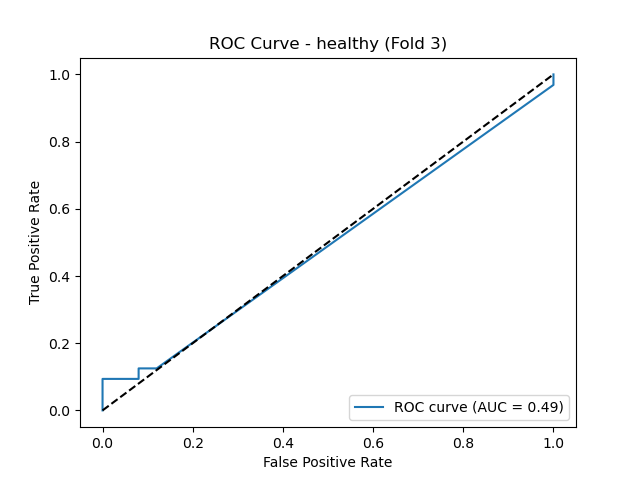 ROC Curve - healthy (Fold 3)
True Positive Rate
1.0
0.8
0.6
0.4
0.2
0.0
0.0 0.2 0.4 0.6 0.8 1.0
False Positive Rate
ROC curve (AUC = 0.49)